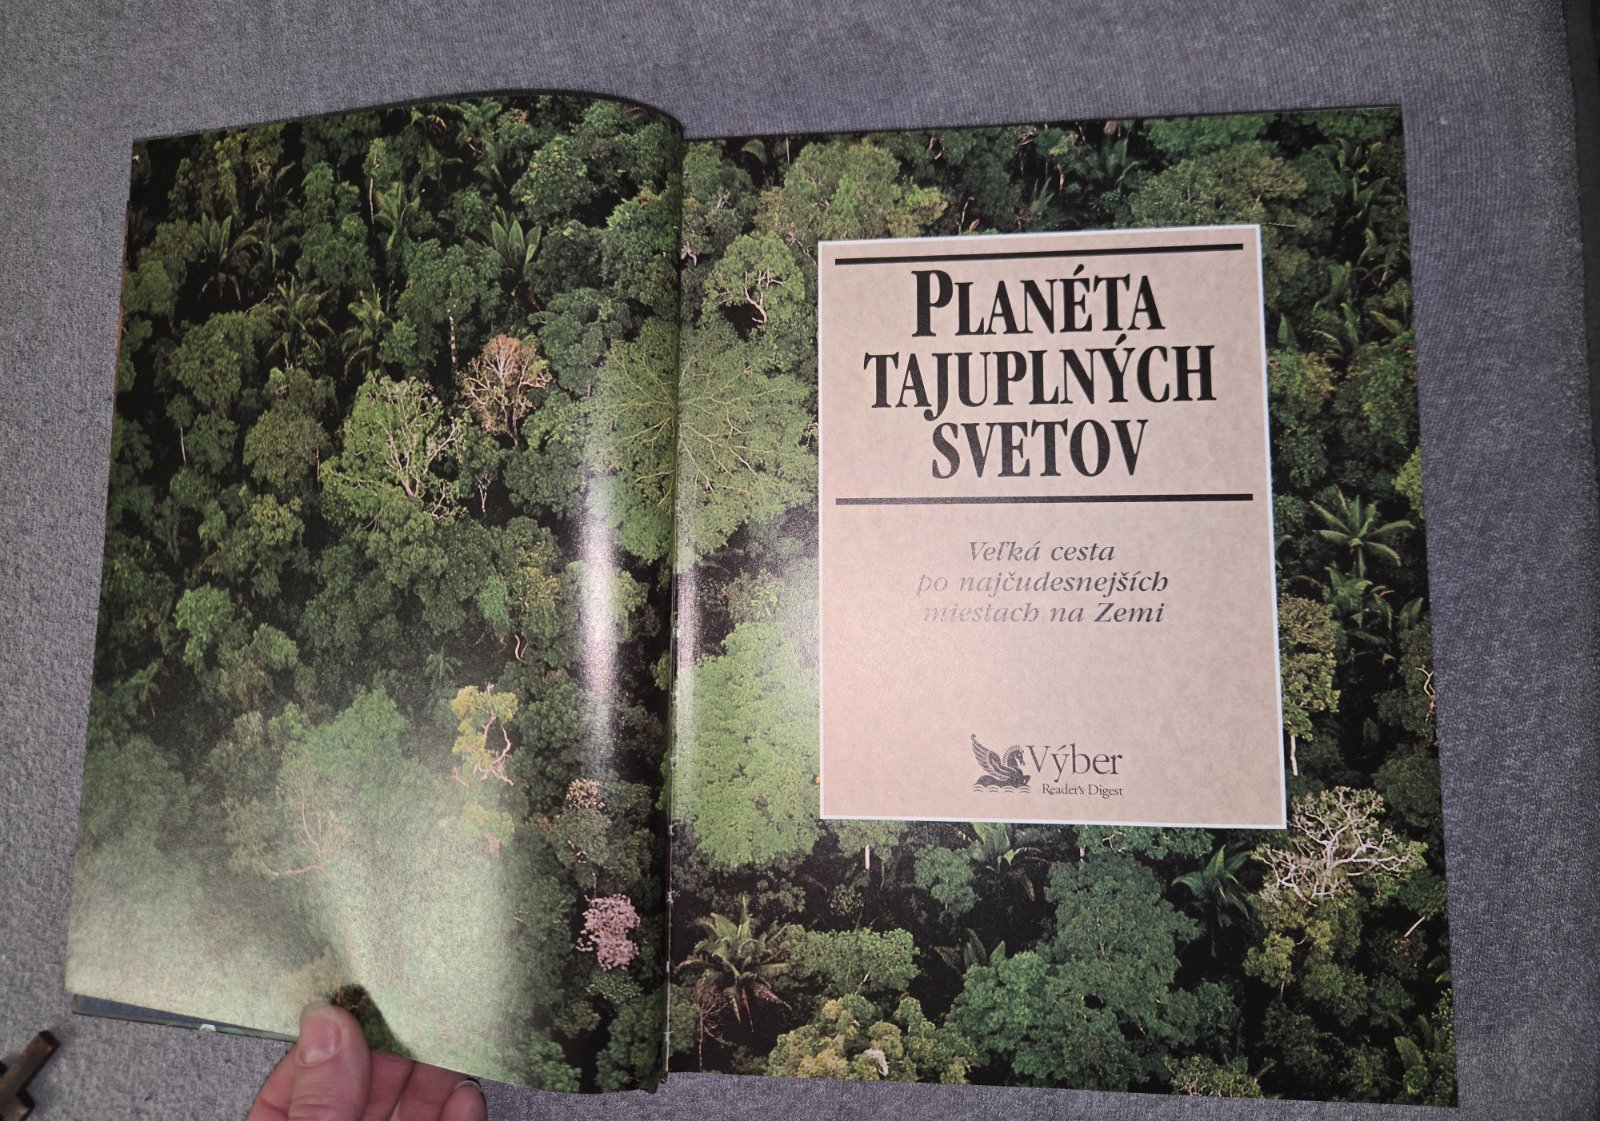 PLANÉTA
TAJUPLNÝCH
SVETOV
Veľká cesta
po najčudesnejších
miestach na Zemi
Výber
Reader's Digest